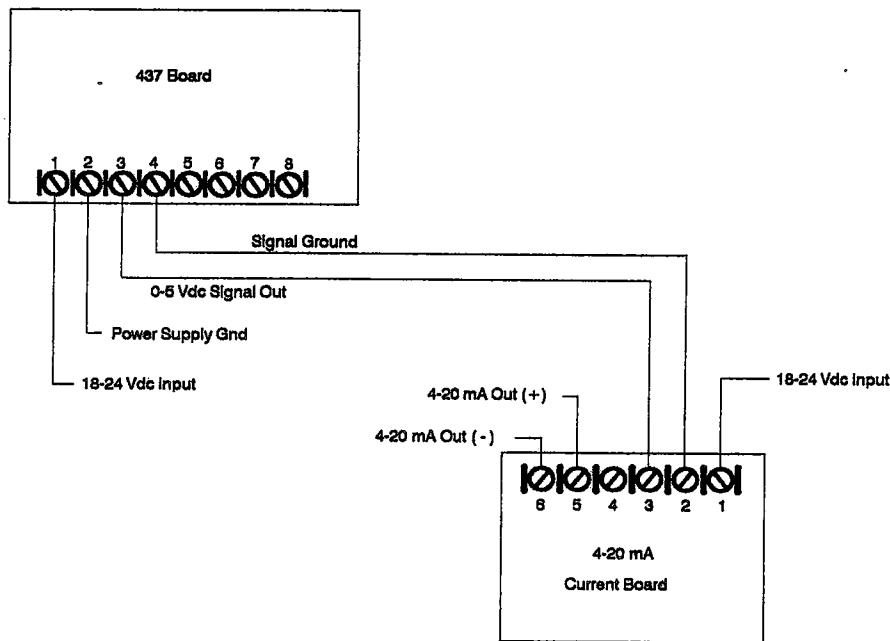 437 Board
1 2 3 4 5 6 7 8
Signal Ground
0-5 Vdc Signal Out
Power Supply Gnd
18-24 Vdc Input
18-24 Vdc Input
4-20 mA Out (+)
4-20 mA Out (-)
6 5 4 3 2 1
4-20 mA
Current Board